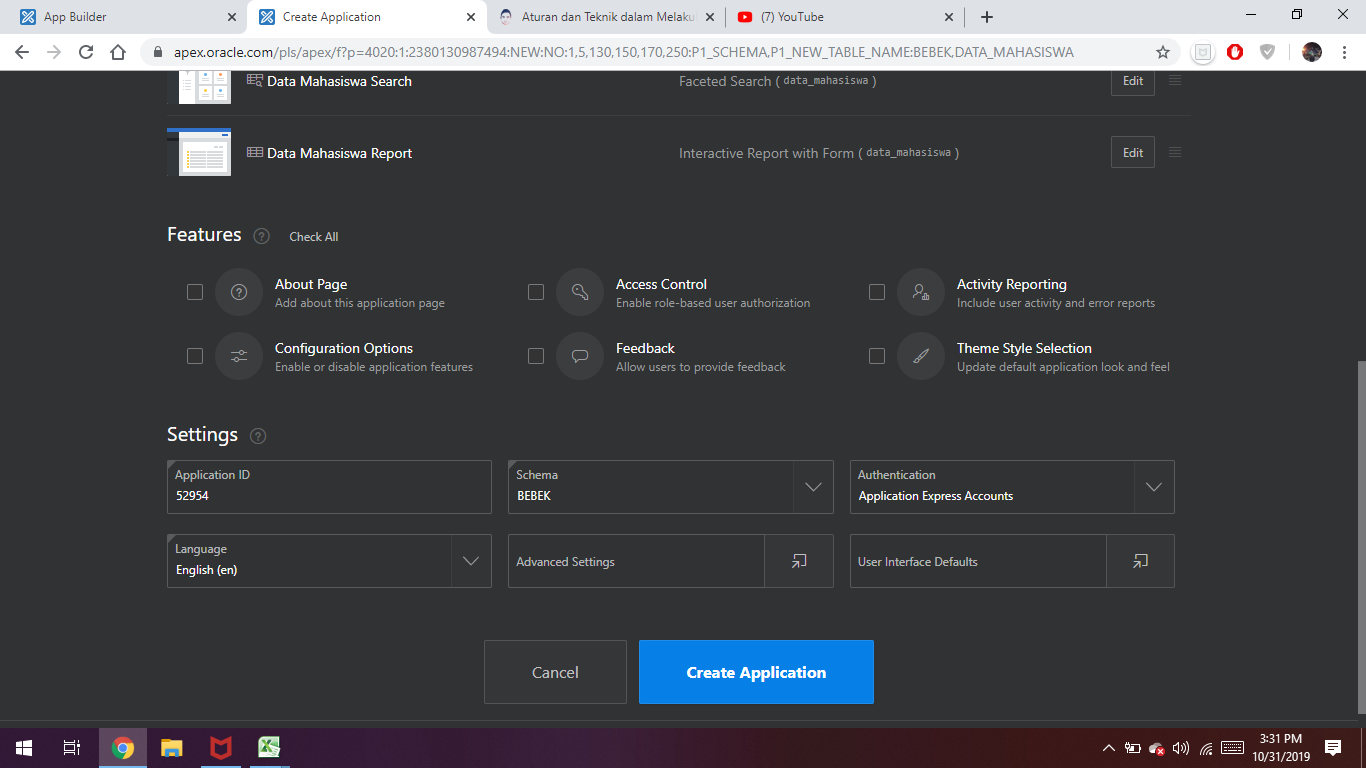 App Builder
Create Application
Aturan dan Teknik dalam Melaku
(7) YouTube
apex.oracle.com/pls/apex/f?p=4020:1:2380130987494:NEW:NO:1,5,130,150,170,250:P1_SCHEMA,P1_NEW_TABLE_NAME:BEBEK,DATA_MAHASISWA
Data Mahasiswa Search
Faceted Search ( data_mahasiswa )
Edit
Data Mahasiswa Report
Interactive Report with Form ( data_mahasiswa )
Edit
Features ? Check All
About Page
Add about this application page
Access Control
Enable role-based user authorization
Activity Reporting
Include user activity and error reports
Configuration Options
Enable or disable application features
Feedback
Allow users to provide feedback
Theme Style Selection
Update default application look and feel
Settings ?
Application ID
52954
Schema
BEBEK
Authentication
Application Express Accounts
Language
English (en)
Advanced Settings
User Interface Defaults
Cancel
Create Application
3:31 PM
10/31/2019